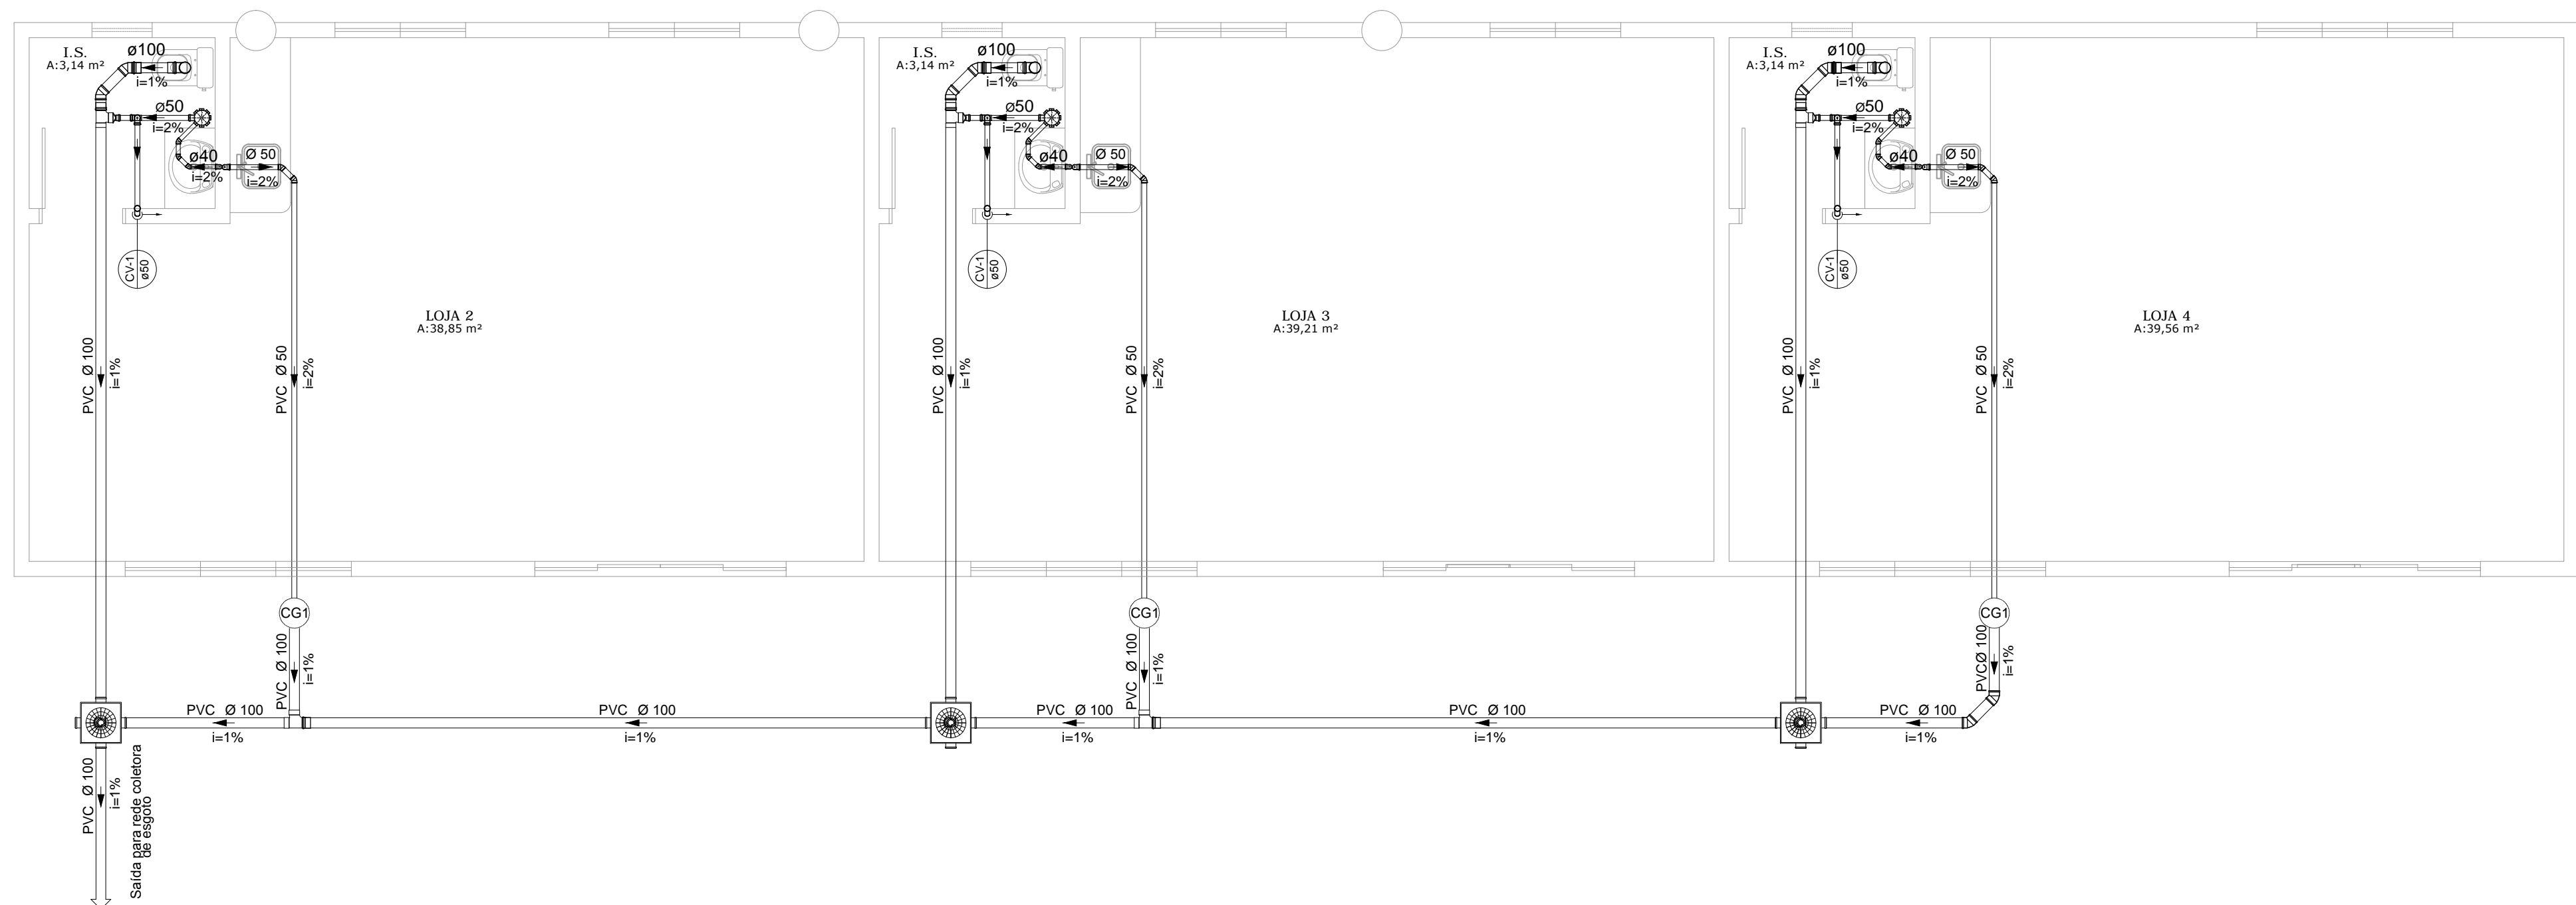 I.S.
A:3,14 m²
ø100
i=1%
ø50
i=2%
ø40
i=2%
Ø 50
i=2%
CV-1
ø50
LOJA 2
A:38,85 m²
PVC Ø 100
i=1%
PVC Ø 50
i=2%
CG1
PVC Ø 100
i=1%
I.S.
A:3,14 m²
ø100
i=1%
ø50
i=2%
ø40
Ø 50
i=2%
CV-1
ø50
LOJA 3
A:39,21 m²
PVC Ø 100
i=1%
PVC Ø 50
i=2%
CG1
PVC Ø 100
i=1%
I.S.
A:3,14 m²
ø100
i=1%
ø50
i=2%
ø40
Ø 50
i=2%
CV-1
ø50
LOJA 4
A:39,56 m²
PVC Ø 100
i=1%
PVC Ø 50
i=2%
CG1
PVCØ 100
i=1%
PVC Ø 100
i=1%
PVC Ø 100
i=1%
PVC Ø 100
i=1%
PVC Ø 100
i=1%
PVC Ø 100
i=1%
PVC Ø 100
i=1%
Saída para rede coletora
de esgoto